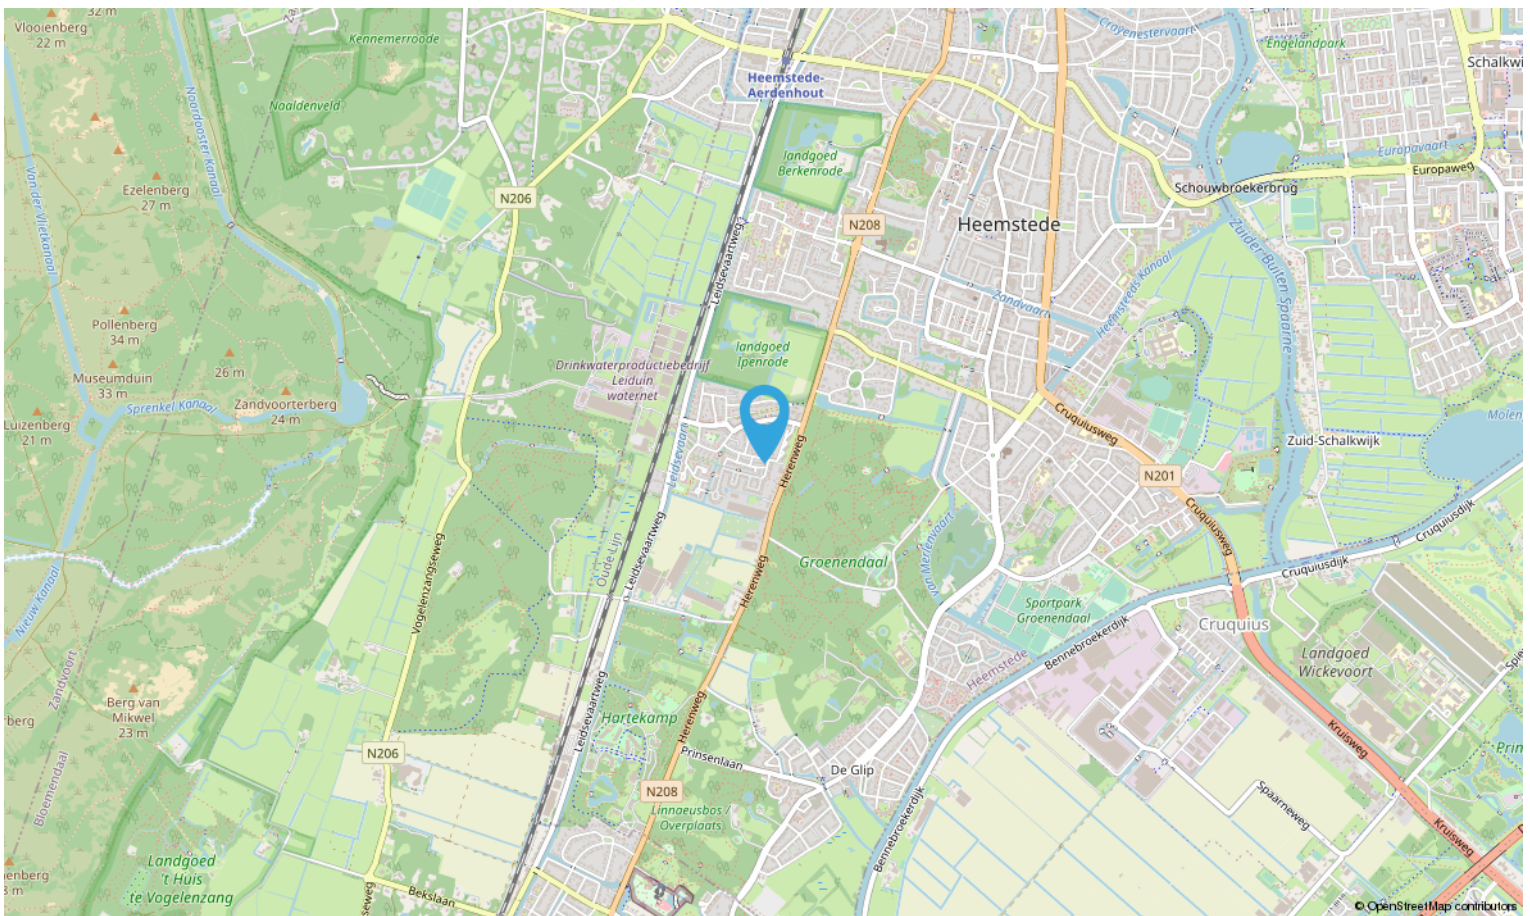 32 m
Vlooienberg
22 m
Kennemerroode
Crayenestervaart
Engelandpark
Heemstede-
Aerdenhout
Naaldenveld
Noordooster Kanaal
landgoed
Berkenrode
Europavaart
Europaweg
Van der Vlietkanaal
Ezelenberg
27 m
N206
Schouwbroekerbrug
N208
Heemstede
Zuider Buiten Spaarne
Leidsevaartweg
Heemsteeds Kanaal
Zandvaart
Pollenberg
34 m
landgoed
Ipenrode
Drinkwaterproductiebedrijf
Leiduin
waternet
26 m
Museumduin
33 m
Zandvoorterberg
24 m
Sprenkel Kanaal
Luizenberg
21 m
Cruquiusweg
Zuid-Schalkwijk
Leidsevaart
Herenweg
N201
Cruquiusweg
Cruquiusdijk
Leidsevaartweg
Oude Lijn
van Merlenvaart
Vogelenzangseweg
Groenendaal
Herenweg
Cruquiusdijk
Nieuw Kanaal
Sportpark
Groenendaal
Cruquius
Bennebroekerdijk
Heemstede
Landgoed
Wickevoort
Zandvoort
Berg van
Mikwel
23 m
Leidsevaartweg
Herenweg
Hartekamp
Kruisweg
N206
Prinsenlaan
De Glip
Bloemendaal
N208
Linnaeusbos /
Overplaats
Bennebroekerdijk
Spaarneweg
Kruisweg
Landgoed
't Huis
te Vogelenzang
Bekslaan
© OpenStreetMap contributors